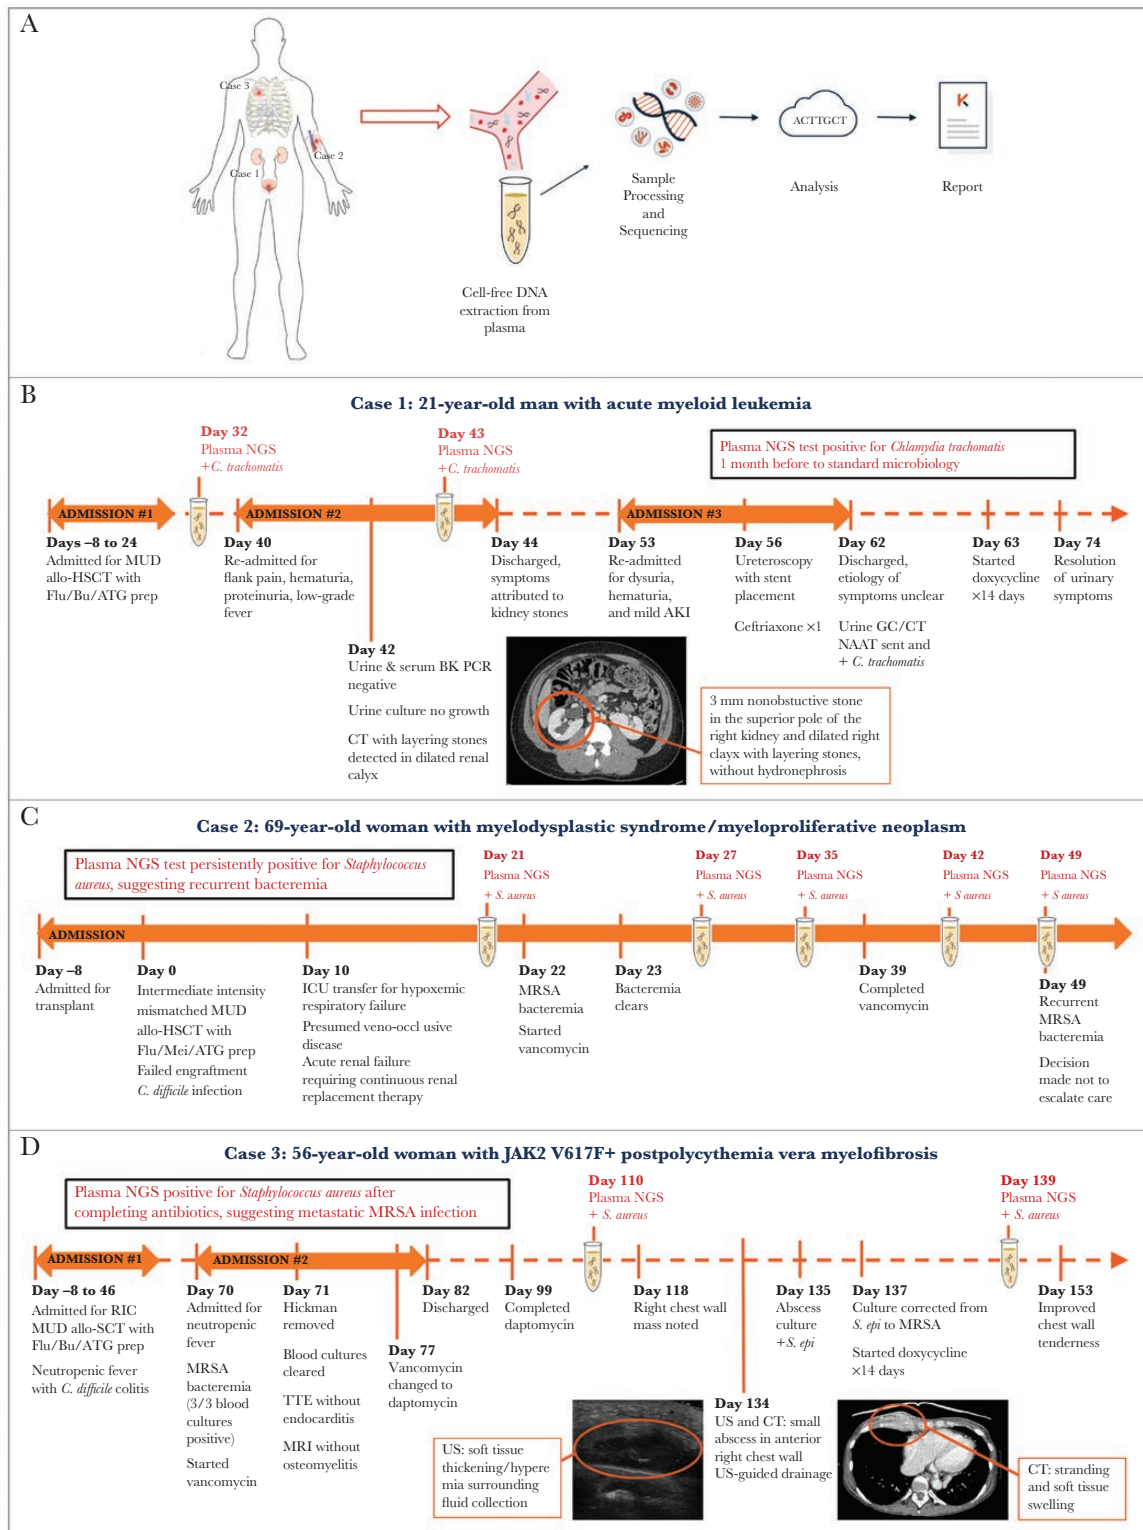 A
Case 3
Case 2
Case 1
ACTTGCT
K
Cell-free DNA
extraction from
plasma
Sample
Processing
and
Sequencing
Analysis
Report
B
Case 1: 21-year-old man with acute myeloid leukemia
Day 32
Plasma NGS
+C. trachomatis
Day 43
Plasma NGS
+C. trachomatis
Plasma NGS test positive for Chlamydia trachomatis
1 month before to standard microbiology
ADMISSION #1
ADMISSION #2
ADMISSION #3
Days –8 to 24
Admitted for MUD
allo-HSCT with
Flu/Bu/ATG prep
Day 40
Re-admitted for
flank pain, hematuria,
proteinuria, low-grade
fever
Day 42
Urine & serum BK PCR
negative
Urine culture no growth
CT with layering stones
detected in dilated renal
calyx
Day 44
Discharged,
symptoms
attributed to
kidney stones
Day 53
Re-admitted
for dysuria,
hematuria,
and mild AKI
Day 56
Ureteroscopy
with stent
placement
Ceftriaxone ×1
Day 62
Discharged,
etiology of
symptoms unclear
Urine GC/CT
NAAT sent and
+ C. trachomatis
Day 63
Started
doxycycline
×14 days
Day 74
Resolution
of urinary
symptoms
3 mm nonobstuctive stone
in the superior pole of the
right kidney and dilated right
clayx with layering stones,
without hydronephrosis
C
Case 2: 69-year-old woman with myelodysplastic syndrome/myeloproliferative neoplasm
Plasma NGS test persistently positive for Staphylococcus
aureus, suggesting recurrent bacteremia
Day 21
Plasma NGS
+ S. aureus
Day 27
Plasma NGS
+ S. aureus
Day 35
Plasma NGS
+ S. aureus
Day 42
Plasma NGS
+ S aureus
Day 49
Plasma NGS
+ S aureus
ADMISSION
Day –8
Admitted for
transplant
Day 0
Intermediate intensity
mismatched MUD
allo-HSCT with
Flu/Mei/ATG prep
Failed engraftment
C. difficile infection
Day 10
ICU transfer for hypoxemic
respiratory failure
Presumed veno-occl usive
disease
Acute renal failure
requiring continuous renal
replacement therapy
Day 22
MRSA
bacteremia
Started
vancomycin
Day 23
Bacteremia
clears
Day 39
Completed
vancomycin
Day 49
Recurrent
MRSA
bacteremia
Decision
made not to
escalate care
D
Case 3: 56-year-old woman with JAK2 V617F+ postpolycythemia vera myelofibrosis
Plasma NGS positive for Staphylococcus aureus after
completing antibiotics, suggesting metastatic MRSA infection
Day 110
Plasma NGS
+ S. aureus
Day 139
Plasma NGS
+ S. aureus
ADMISSION #1
ADMISSION #2
Day –8 to 46
Admitted for RIC
MUD allo-SCT with
Flu/Bu/ATG prep
Neutropenic fever
with C. difficile colitis
Day 70
Admitted for
neutropenic
fever
MRSA
bacteremia
(3/3 blood
cultures
positive)
Started
vancomycin
Day 71
Hickman
removed
Blood cultures
cleared
TTE without
endocarditis
MRI without
osteomyelitis
Day 77
Vancomycin
changed to
daptomycin
Day 82
Discharged
Day 99
Completed
daptomycin
Day 118
Right chest wall
mass noted
Day 134
US and CT: small
abscess in anterior
right chest wall
US-guided drainage
Day 135
Abscess
culture
+S. epi
Day 137
Culture corrected from
S. epi to MRSA
Started doxycycline
×14 days
Day 153
Improved
chest wall
tenderness
US: soft tissue
thickening/hypere
mia surrounding
fluid collection
CT: stranding
and soft tissue
swelling